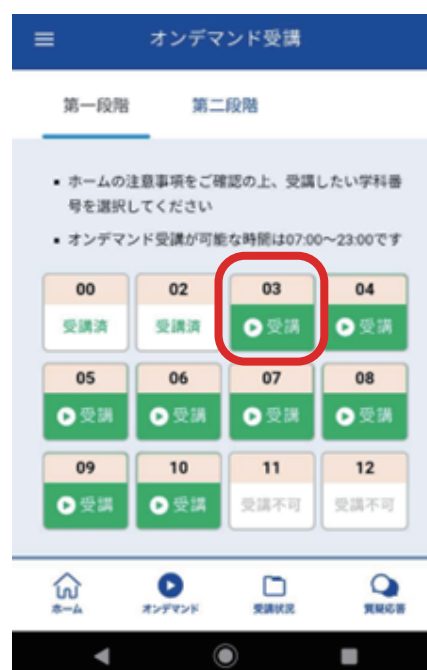 オンデマンド受講
第一段階 第二段階
▪ ホームの注意事項をご確認の上、受講したい学科番
号を選択してください
▪ オンデマンド受講が可能な時間は07:00〜23:00です
00 02 03 04
受講済 受講済 受講 受講
05 06 07 08
受講 受講 受講 受講
09 10 11 12
受講 受講 受講不可 受講不可
ホーム オンデマンド 受講状況 質疑応答